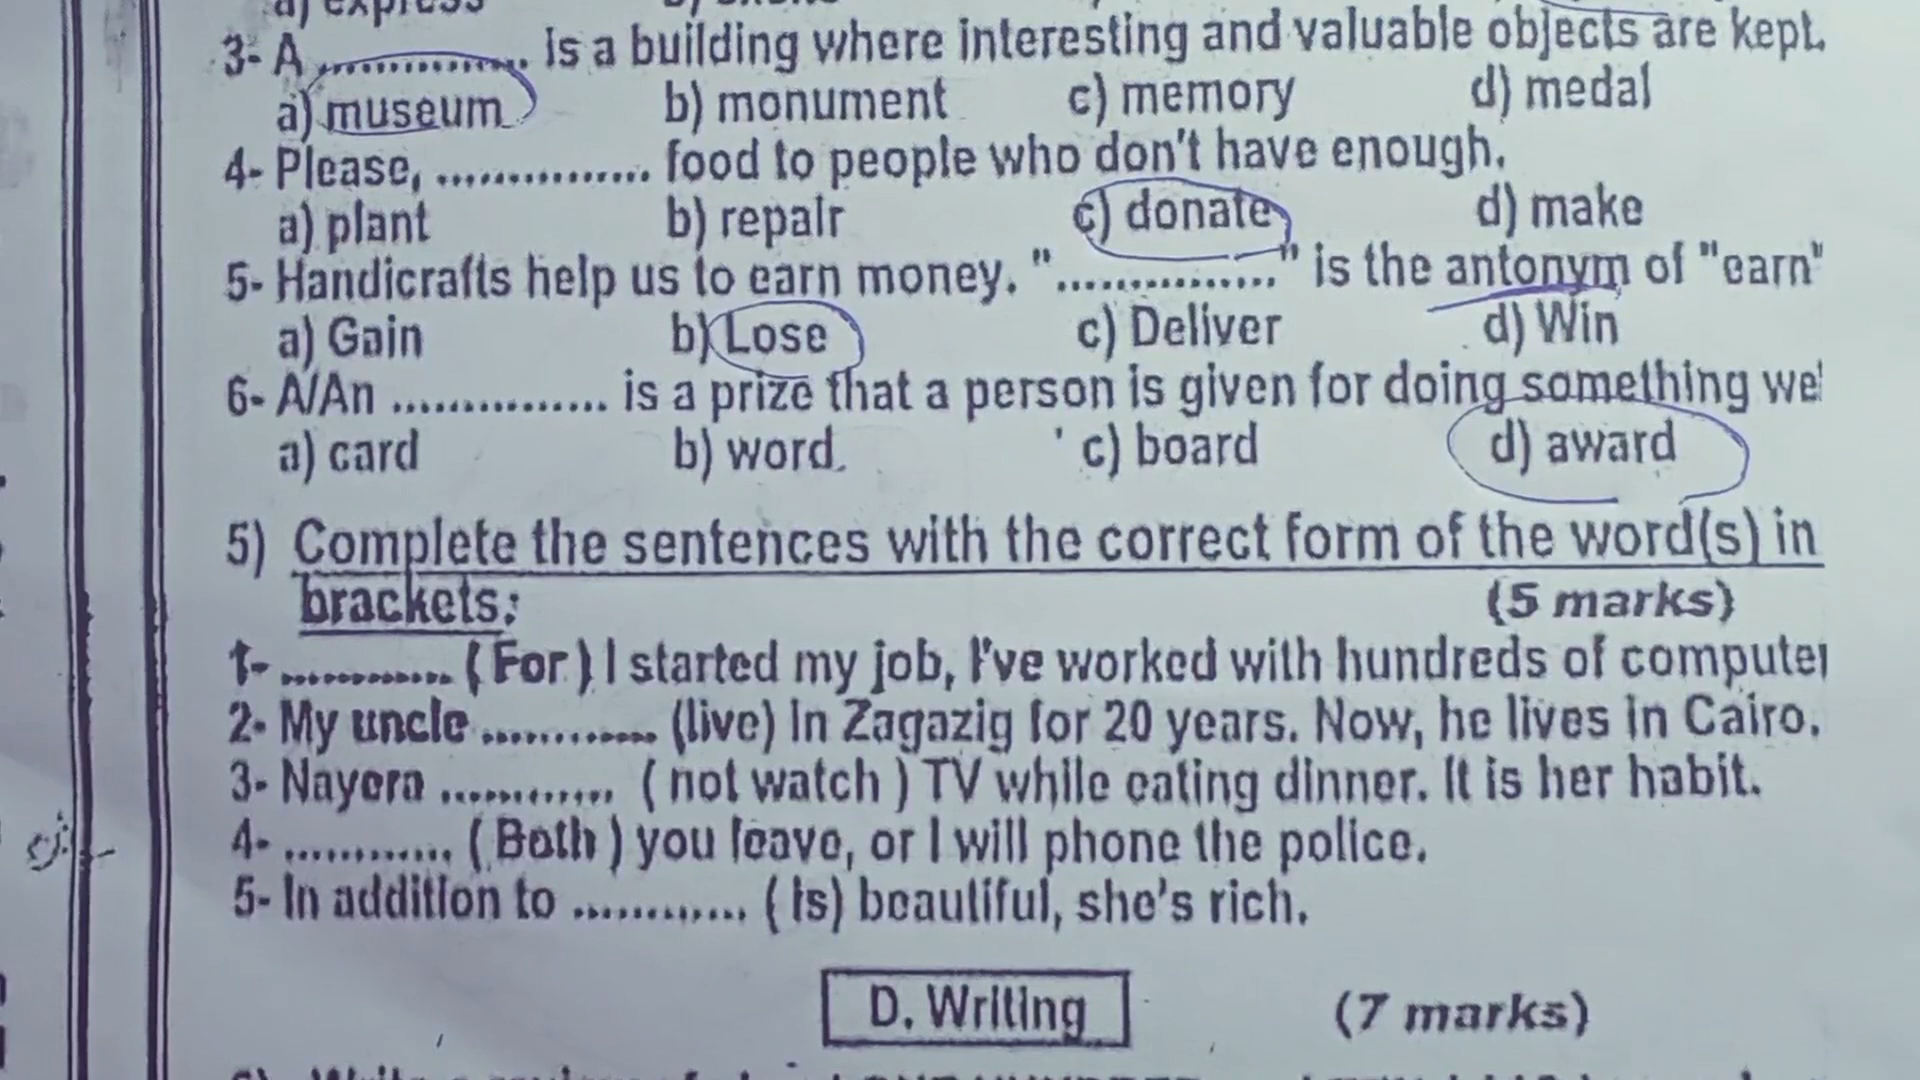 a) express
3- A ............... is a building where interesting and valuable objects are kept.
a) museum b) monument c) memory d) medal
4- Please, ............... food to people who don't have enough.
a) plant b) repair c) donate d) make
5- Handicrafts help us to earn money. "..............." is the antonym of "earn"
a) Gain b) Lose c) Deliver d) Win
6- A/An ............... is a prize that a person is given for doing something wel
a) card b) word c) board d) award
5) Complete the sentences with the correct form of the word(s) in
brackets: (5 marks)
1- ............ ( For ) I started my job, I've worked with hundreds of computer
2- My uncle ............ (live) in Zagazig for 20 years. Now, he lives in Cairo.
3- Nayera ............ ( not watch ) TV while eating dinner. It is her habit.
4- ............ ( Both ) you leave, or I will phone the police.
5- In addition to ............ ( is) beautiful, she's rich.
D. Writing (7 marks)